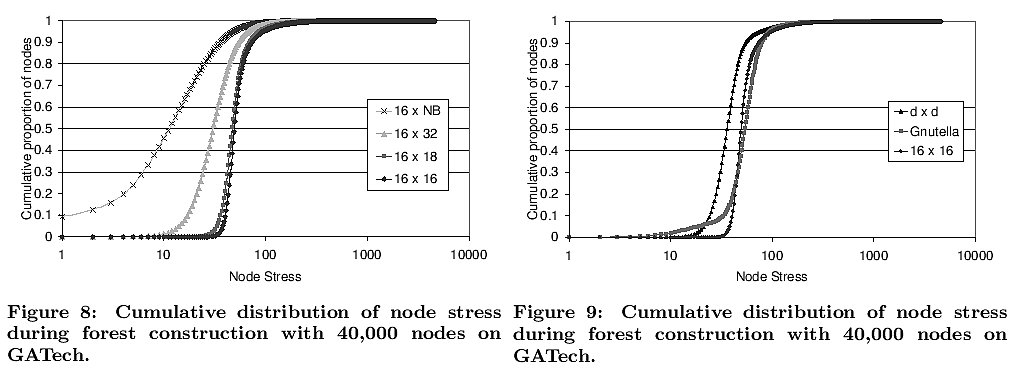 Cumulative proportion of nodes
1
0.9
0.8
0.7
0.6
0.5
0.4
0.3
0.2
0.1
0
1
10
100
1000
10000
Node Stress
16 x NB
16 x 32
16 x 18
16 x 16
Figure 8: Cumulative distribution of node stress
during forest construction with 40,000 nodes on
GATech.
Cumulative proportion of nodes
1
0.9
0.8
0.7
0.6
0.5
0.4
0.3
0.2
0.1
0
1
10
100
1000
10000
Node Stress
d x d
Gnutella
16 x 16
Figure 9: Cumulative distribution of node stress
during forest construction with 40,000 nodes on
GATech.